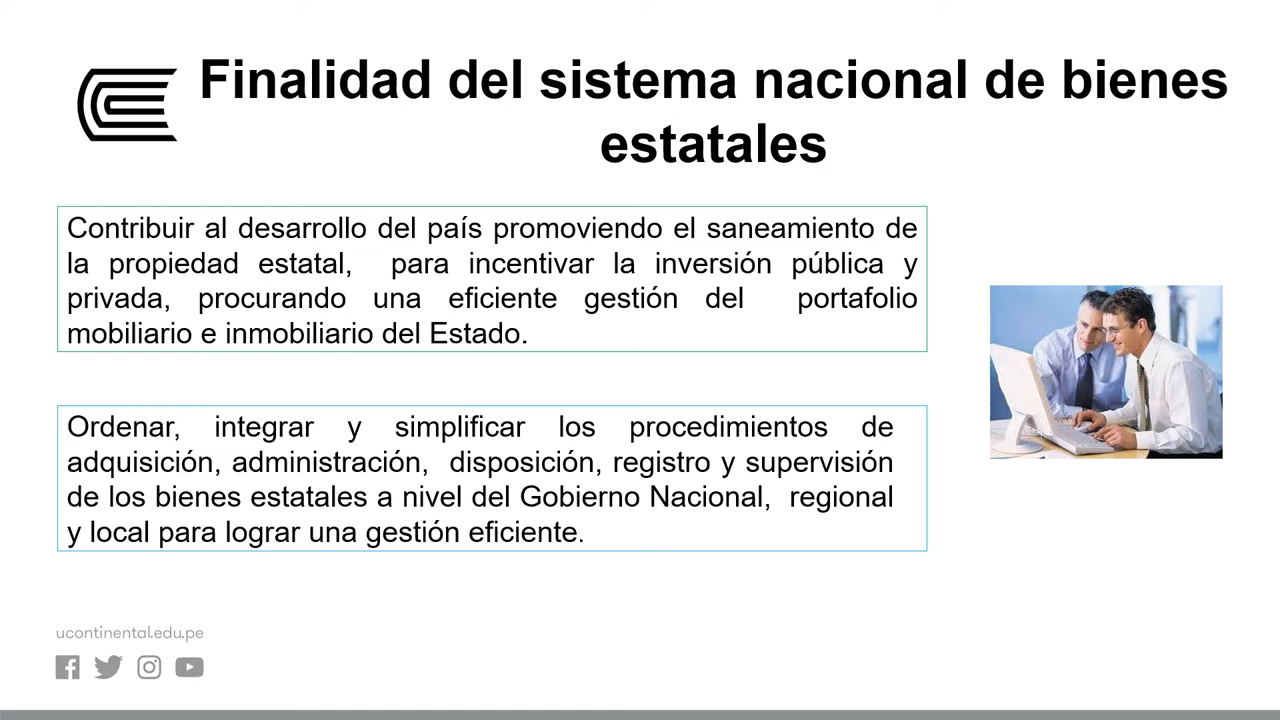 Finalidad del sistema nacional de bienes
estatales
Contribuir al desarrollo del país promoviendo el saneamiento de
la propiedad estatal, para incentivar la inversión pública y
privada, procurando una eficiente gestión del portafolio
mobiliario e inmobiliario del Estado.
Ordenar, integrar y simplificar los procedimientos de
adquisición, administración, disposición, registro y supervisión
de los bienes estatales a nivel del Gobierno Nacional, regional
y local para lograr una gestión eficiente.
ucontinental.edu.pe